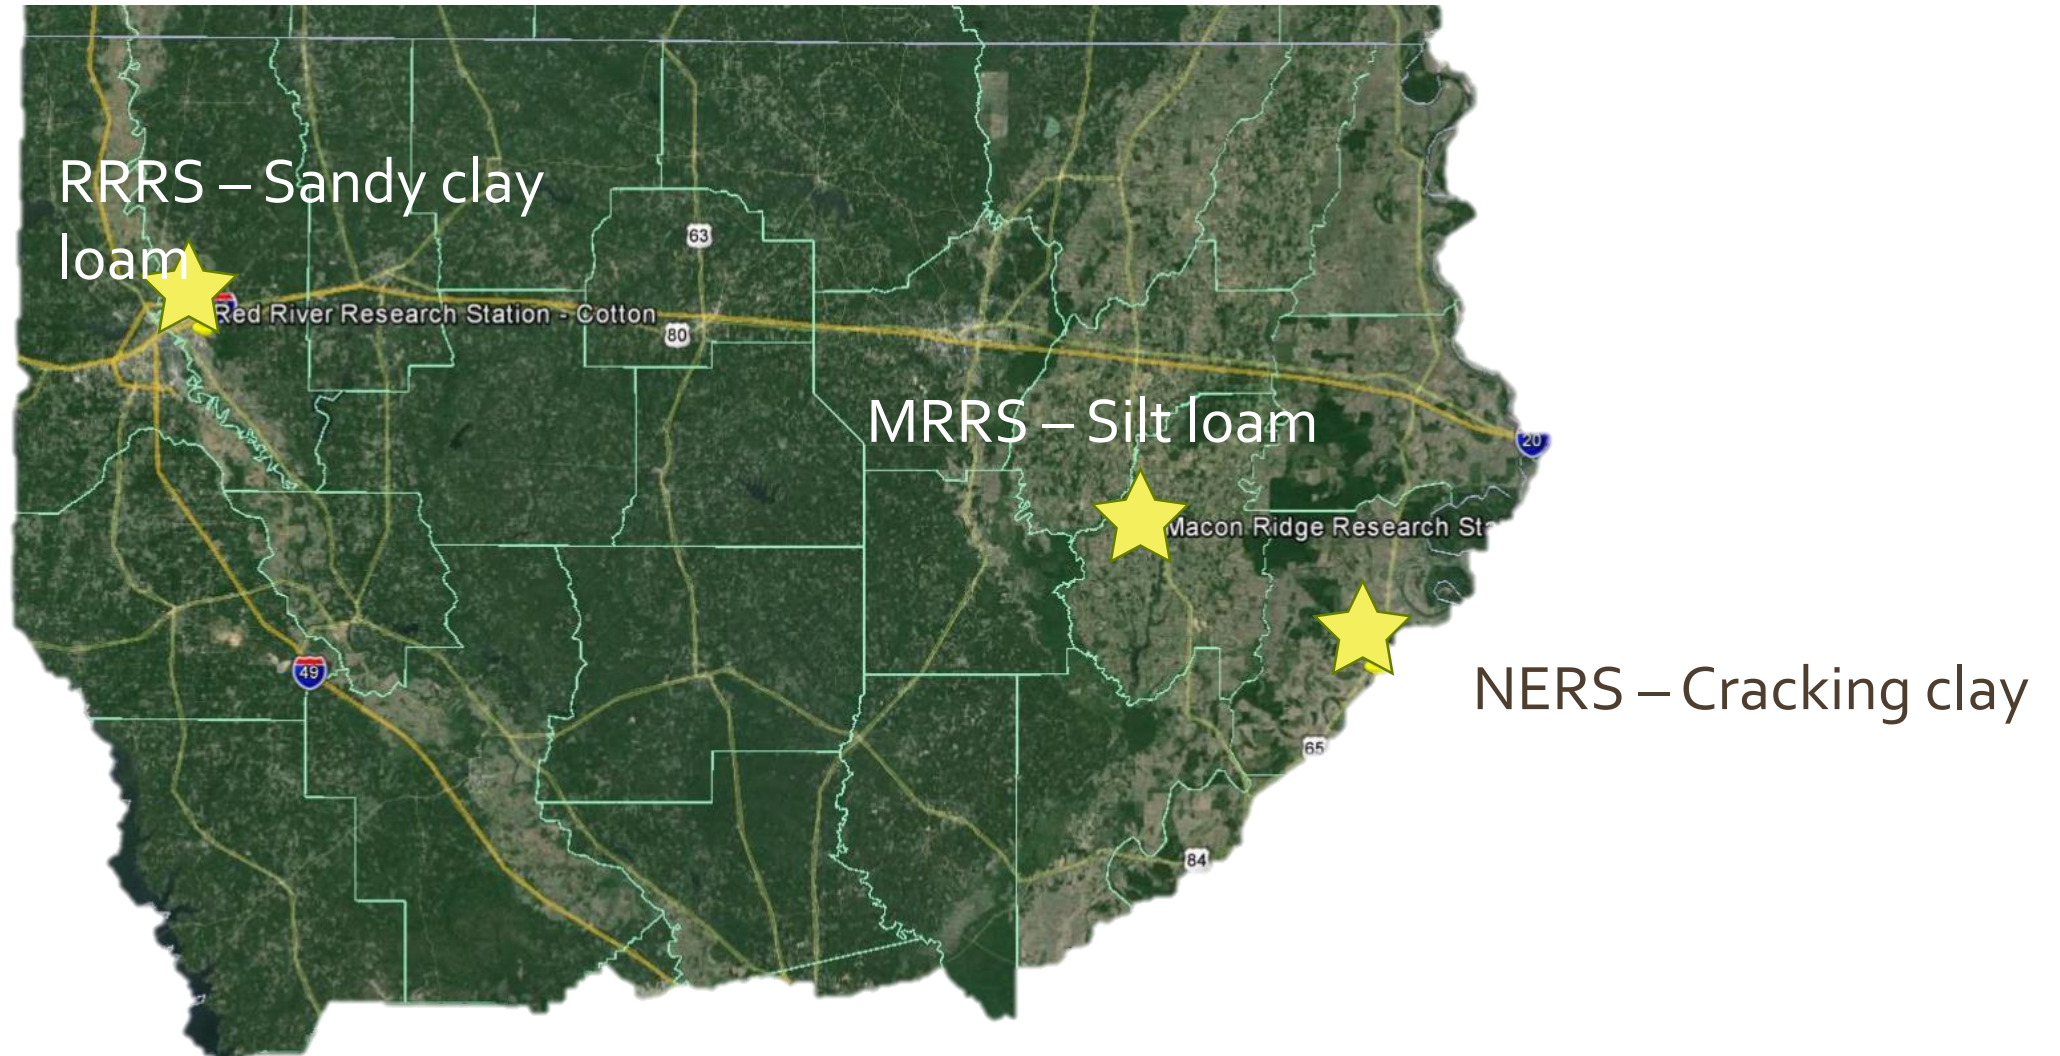 RRRS – Sandy clay
loam
63
Red River Research Station - Cotton
80
MRRS – Silt loam
20
Macon Ridge Research Sta
49
NERS – Cracking clay
65
84